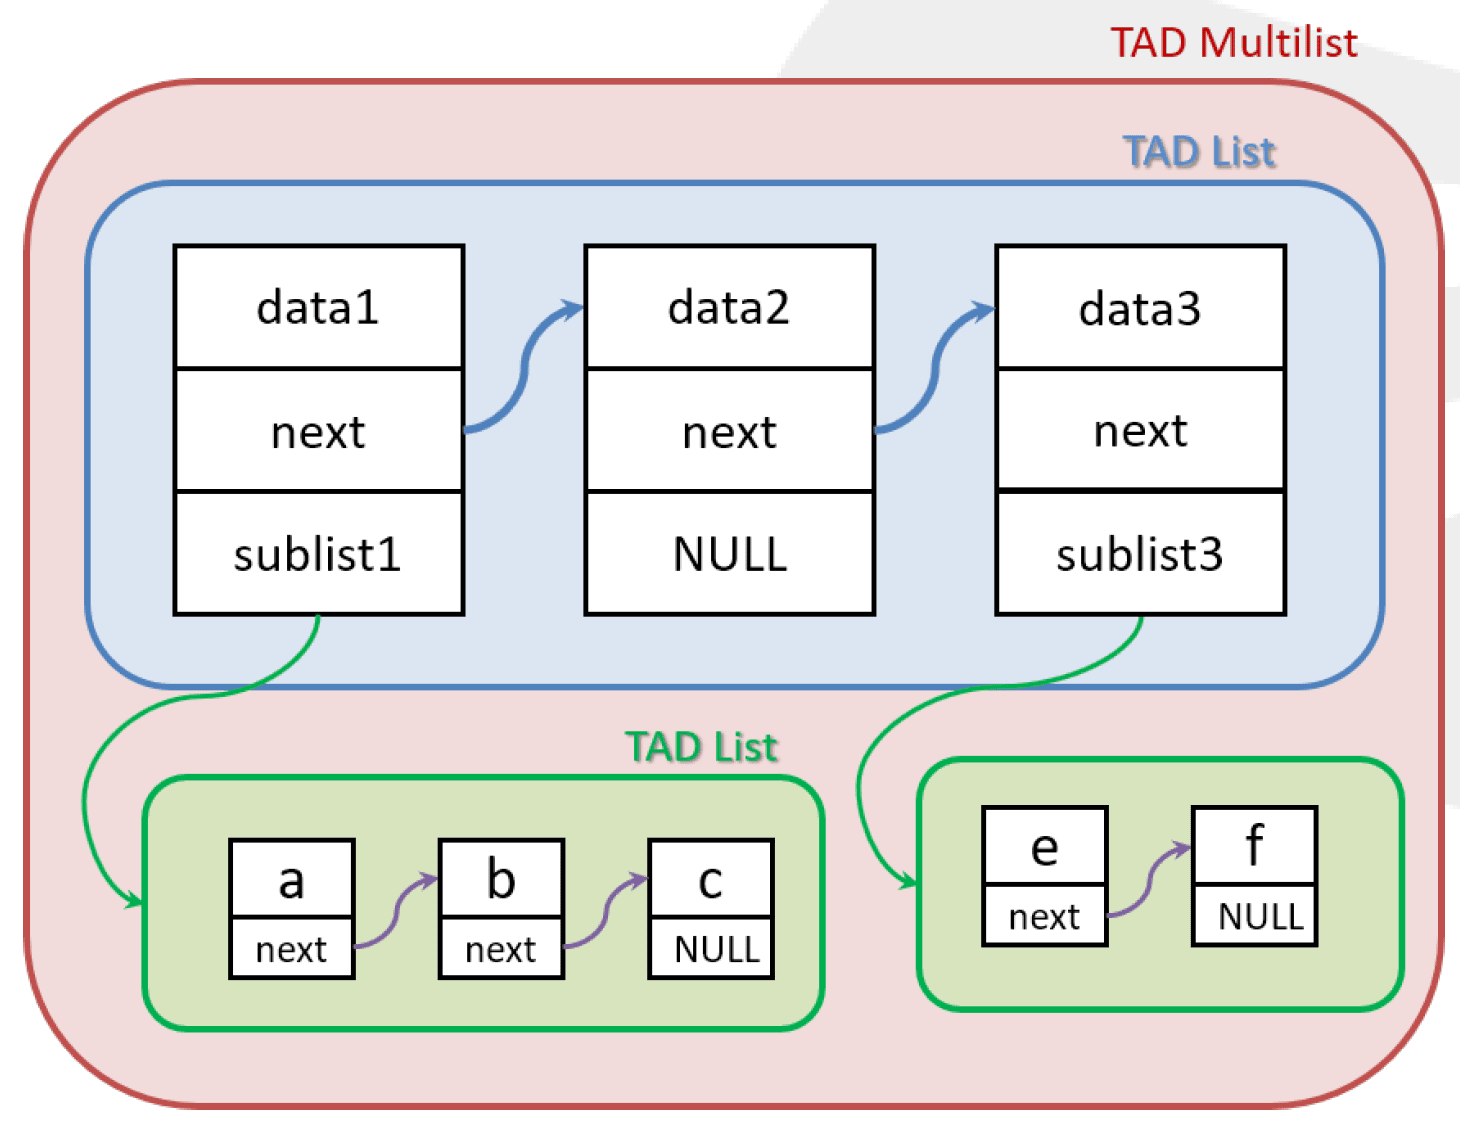 TAD Multilist
TAD List
data1
data2
data3
next
next
next
sublist1
NULL
sublist3
TAD List
a
b
c
next
next
NULL
e
f
next
NULL